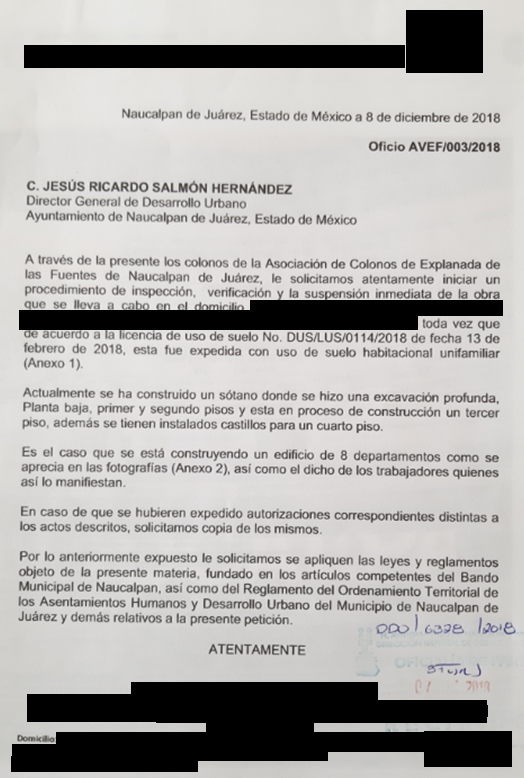 Naucalpan de Juárez, Estado de México a 8 de diciembre de 2018
Oficio AVEF/003/2018
C. JESÚS RICARDO SALMÓN HERNÁNDEZ
Director General de Desarrollo Urbano
Ayuntamiento de Naucalpan de Juárez, Estado de México
A través de la presente los colonos de la Asociación de Colonos de Explanada de
las Fuentes de Naucalpan de Juárez, le solicitamos atentamente iniciar un
procedimiento de inspección, verificación y la suspensión inmediata de la obra
que se lleva a cabo en el domicilio
toda vez que
de acuerdo a la licencia de uso de suelo No. DUS/LUS/0114/2018 de fecha 13 de
febrero de 2018, esta fue expedida con uso de suelo habitacional unifamiliar
(Anexo 1).
Actualmente se ha construido un sótano donde se hizo una excavación profunda,
Planta baja, primer y segundo pisos y esta en proceso de construcción un tercer
piso, además se tienen instalados castillos para un cuarto piso.
Es el caso que se está construyendo un edificio de 8 departamentos como se
aprecia en las fotografías (Anexo 2), así como el dicho de los trabajadores quienes
así lo manifiestan.
En caso de que se hubieren expedido autorizaciones correspondientes distintas a
los actos descritos, solicitamos copia de los mismos.
Por lo anteriormente expuesto le solicitamos se apliquen las leyes y reglamentos
objeto de la presente materia, fundado en los artículos competentes del Bando
Municipal de Naucalpan, así como del Reglamento del Ordenamiento Territorial de
los Asentamientos Humanos y Desarrollo Urbano del Municipio de Naucalpan de
Juárez y demás relativos a la presente petición.
DDU/6328/2018
ATENTAMENTE
Domicilio: